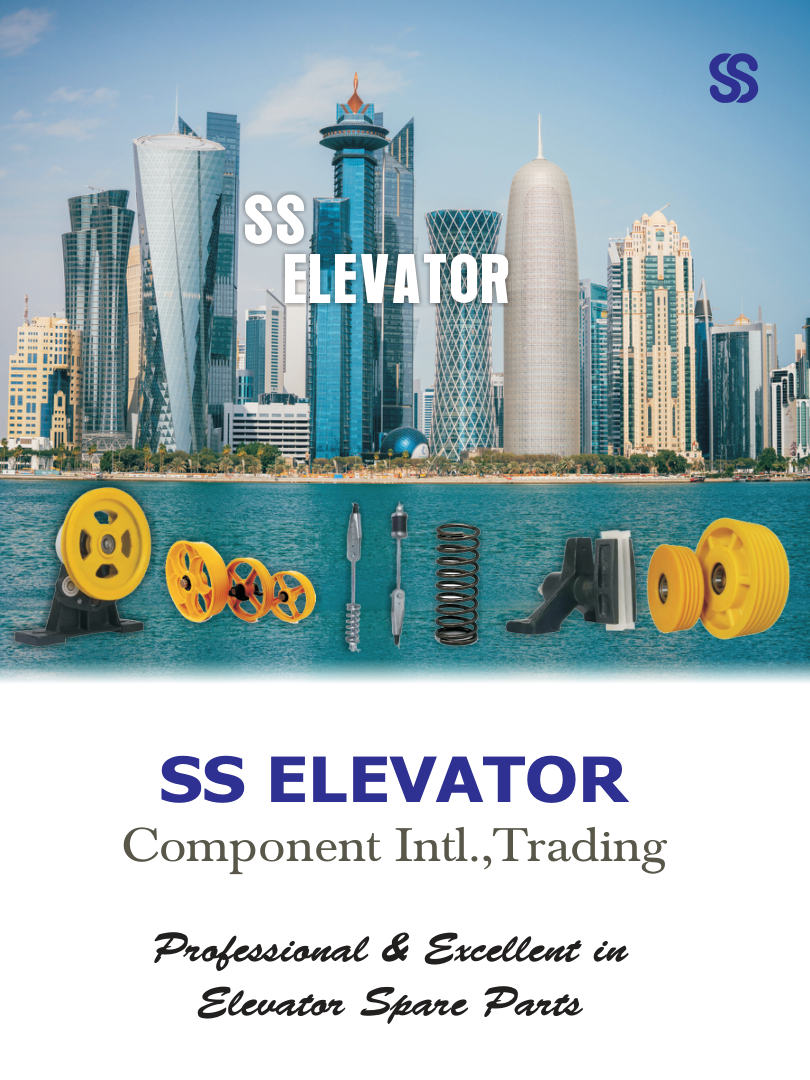 SS
SS
ELEVATOR
SS ELEVATOR
Component Intl.,Trading
Professional & Excellent in
Elevator Spare Parts